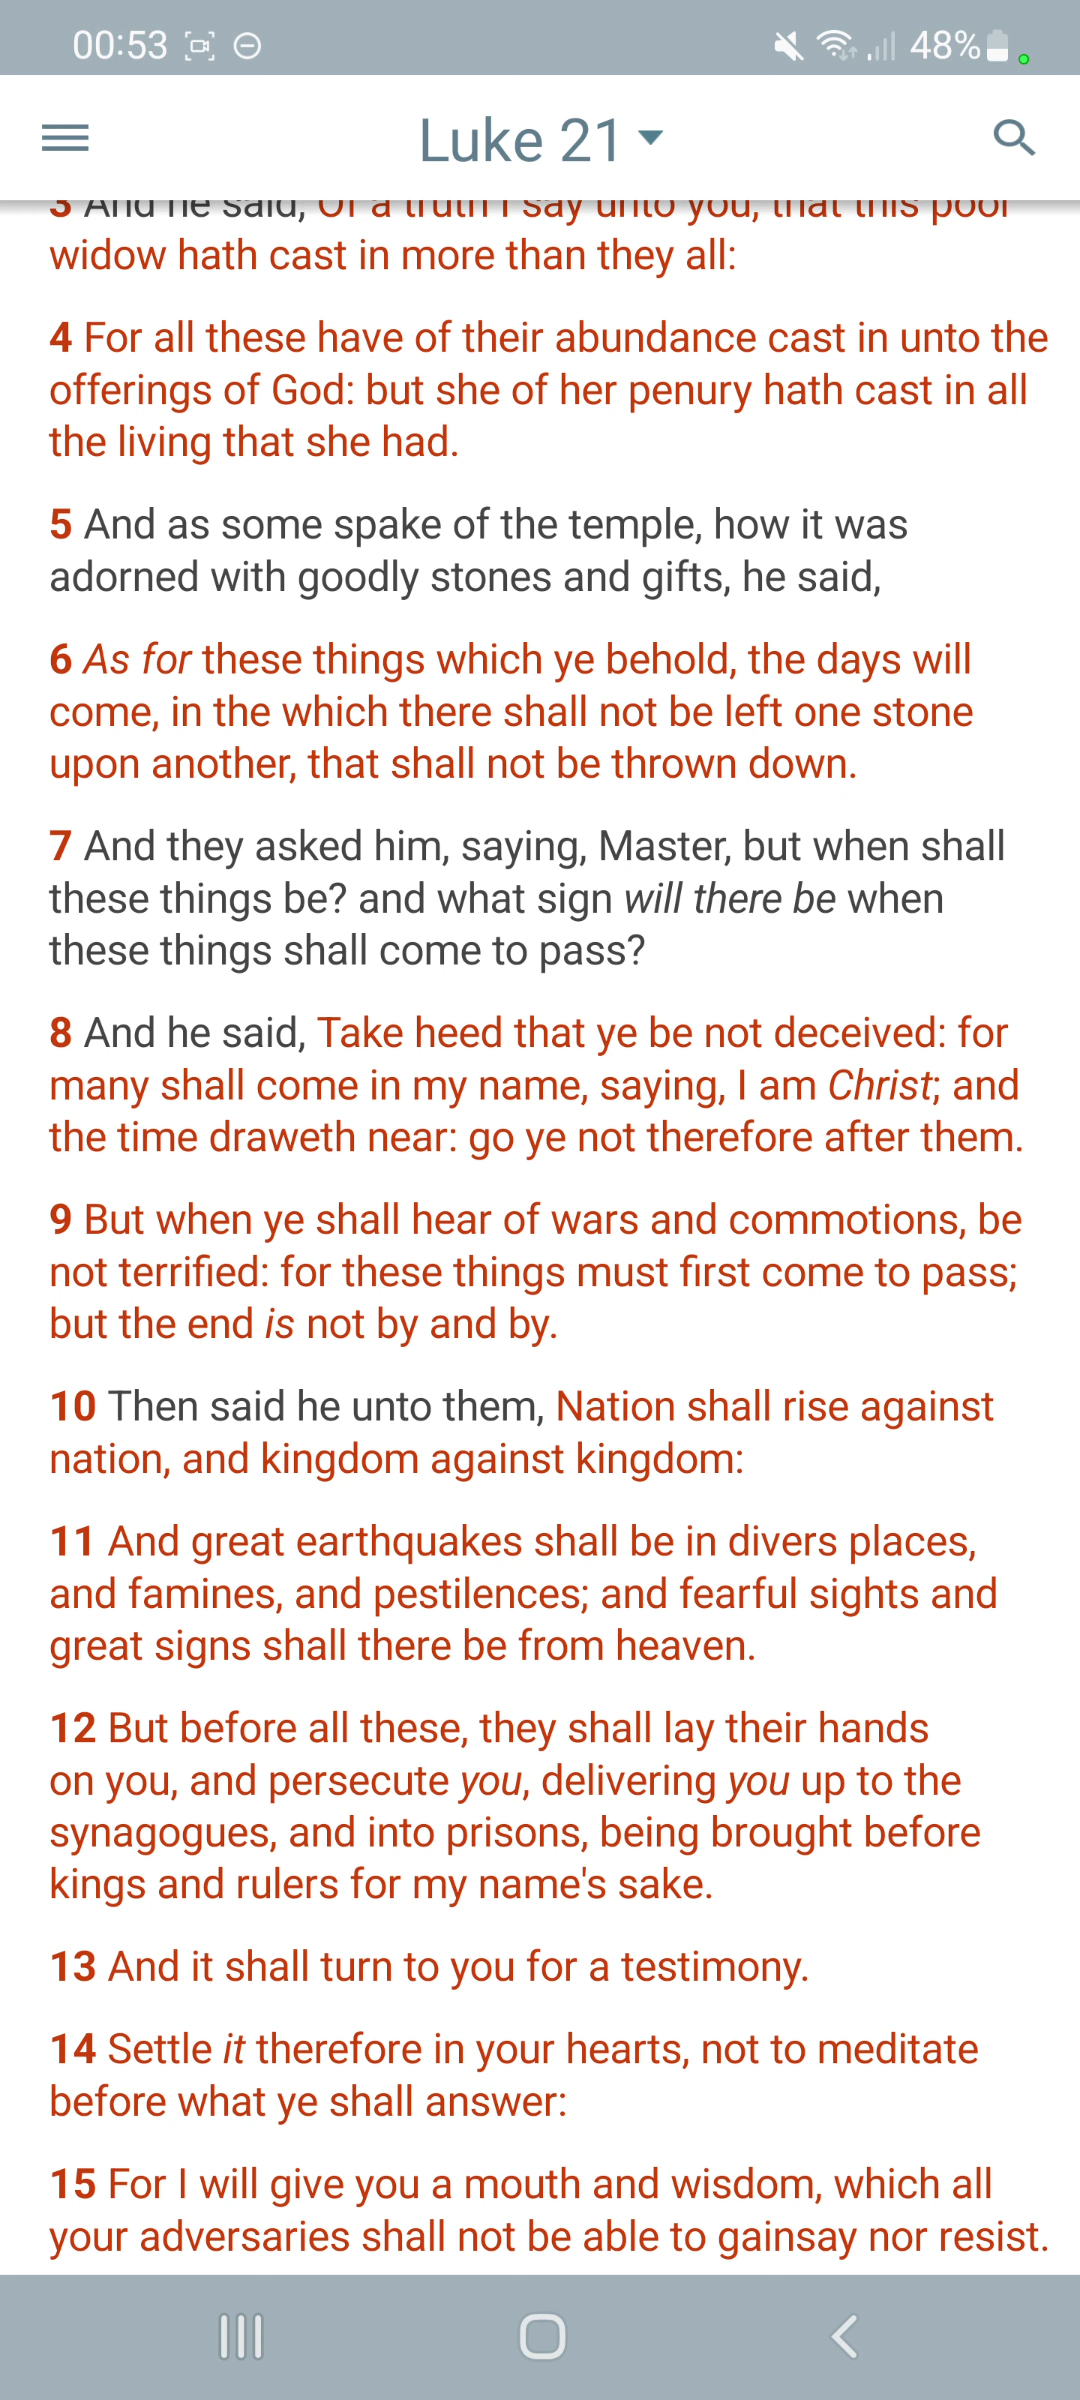 00:53
48%
Luke 21
3 And he said, Of a truth I say unto you, that this poor
widow hath cast in more than they all:
4 For all these have of their abundance cast in unto the
offerings of God: but she of her penury hath cast in all
the living that she had.
5 And as some spake of the temple, how it was
adorned with goodly stones and gifts, he said,
6 As for these things which ye behold, the days will
come, in the which there shall not be left one stone
upon another, that shall not be thrown down.
7 And they asked him, saying, Master, but when shall
these things be? and what sign will there be when
these things shall come to pass?
8 And he said, Take heed that ye be not deceived: for
many shall come in my name, saying, I am Christ; and
the time draweth near: go ye not therefore after them.
9 But when ye shall hear of wars and commotions, be
not terrified: for these things must first come to pass;
but the end is not by and by.
10 Then said he unto them, Nation shall rise against
nation, and kingdom against kingdom:
11 And great earthquakes shall be in divers places,
and famines, and pestilences; and fearful sights and
great signs shall there be from heaven.
12 But before all these, they shall lay their hands
on you, and persecute you, delivering you up to the
synagogues, and into prisons, being brought before
kings and rulers for my name's sake.
13 And it shall turn to you for a testimony.
14 Settle it therefore in your hearts, not to meditate
before what ye shall answer:
15 For I will give you a mouth and wisdom, which all
your adversaries shall not be able to gainsay nor resist.